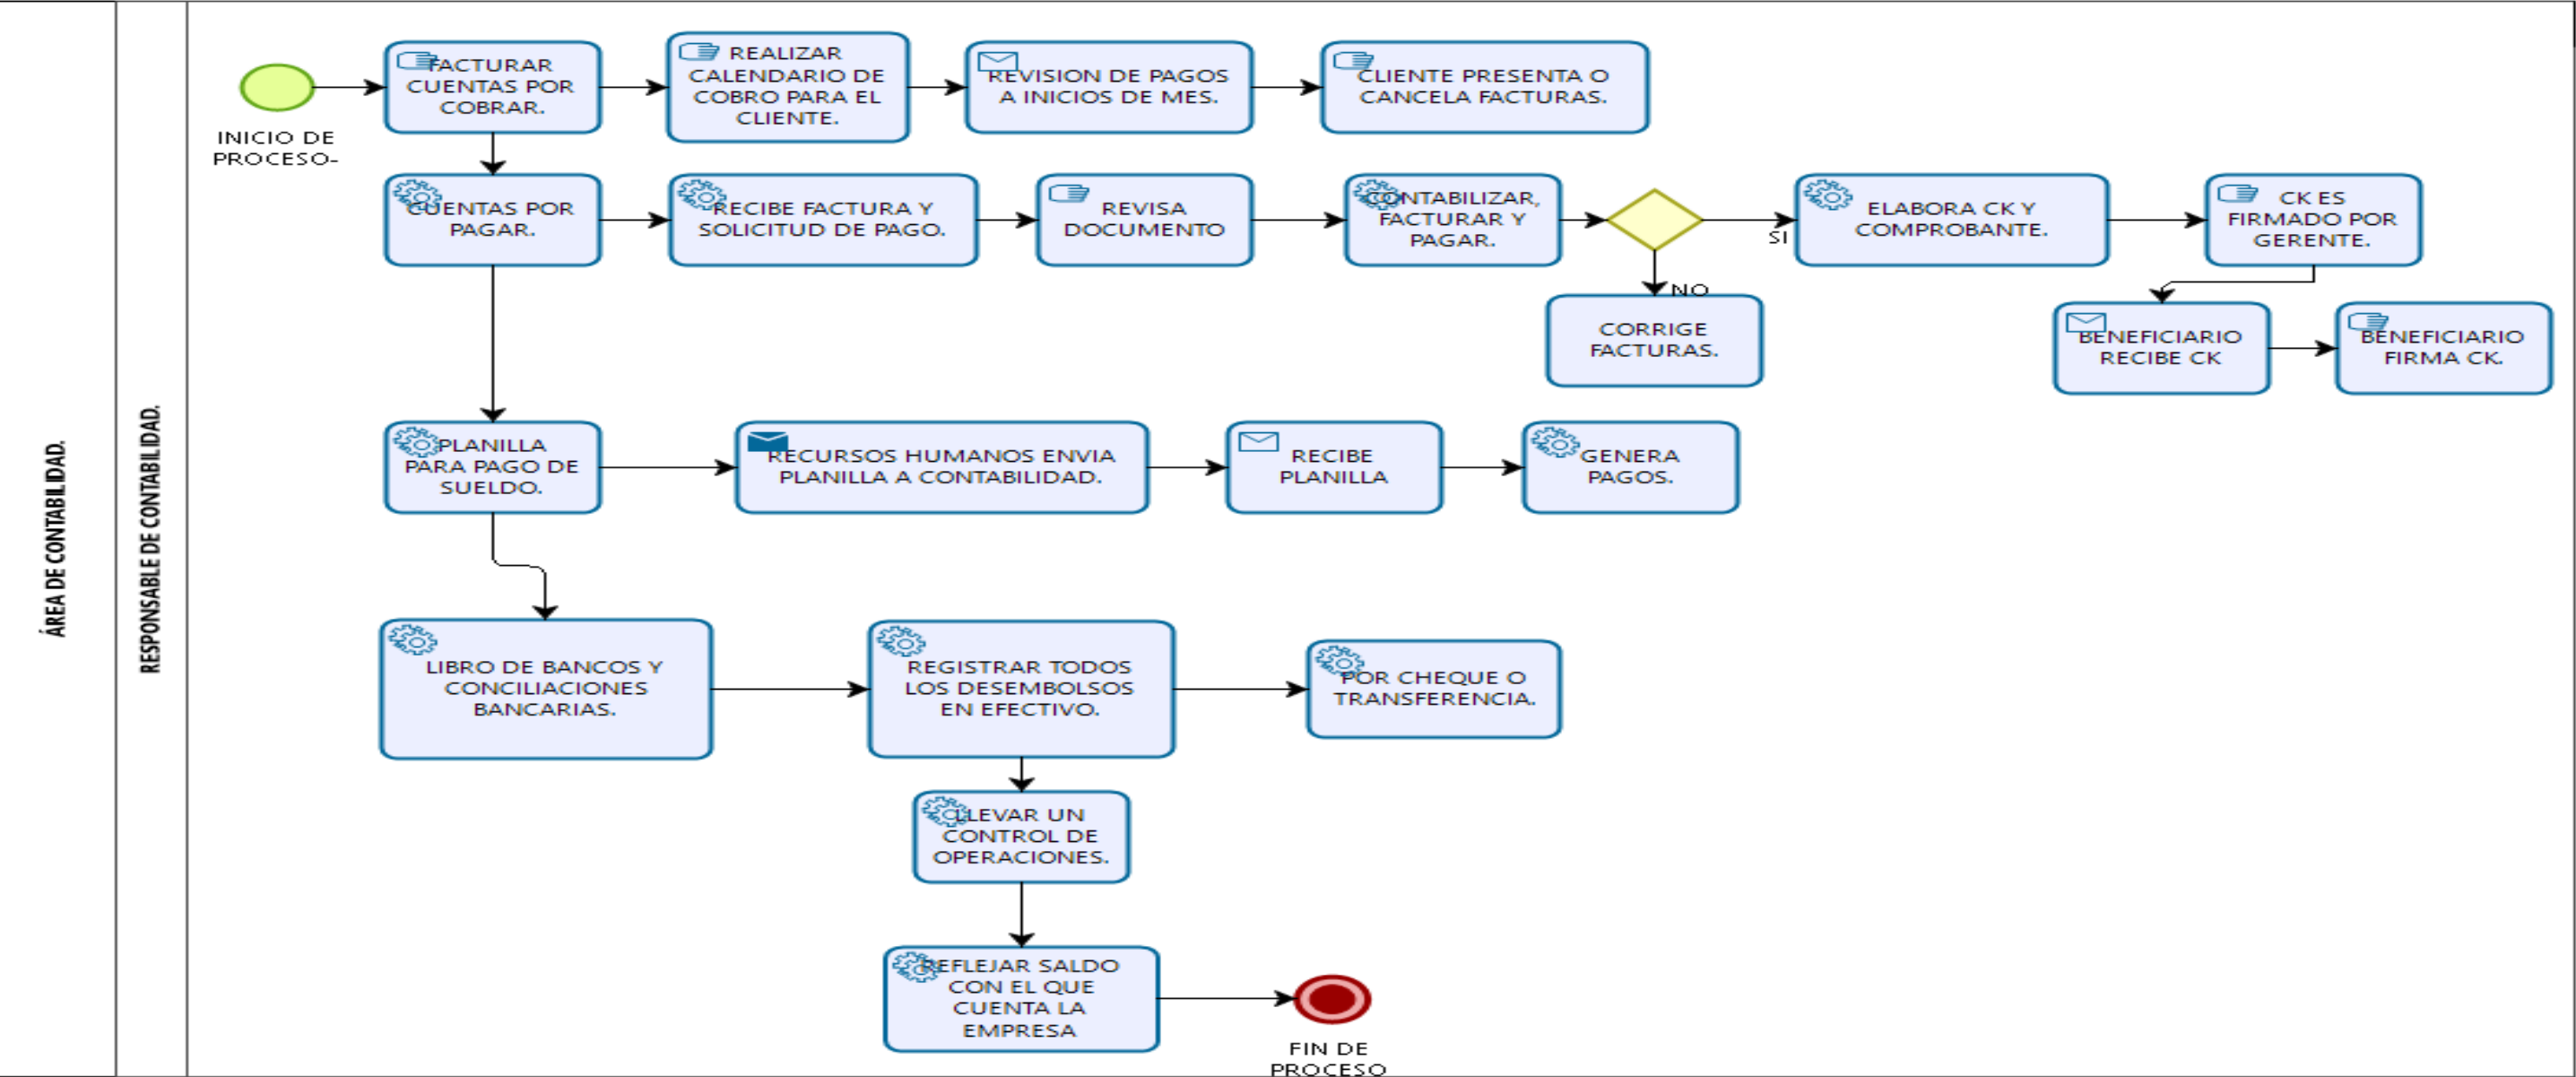 ÁREA DE CONTABILIDAD.
RESPONSABLE DE CONTABILIDAD.
INICIO DE
PROCESO-
FACTURAR
CUENTAS POR
COBRAR.
REALIZAR
CALENDARIO DE
COBRO PARA EL
CLIENTE.
REVISION DE PAGOS
A INICIOS DE MES.
CLIENTE PRESENTA O
CANCELA FACTURAS.
CUENTAS POR
PAGAR.
RECIBE FACTURA Y
SOLICITUD DE PAGO.
REVISA
DOCUMENTO
CONTABILIZAR,
FACTURAR Y
PAGAR.
SI
NO
ELABORA CK Y
COMPROBANTE.
CK ES
FIRMADO POR
GERENTE.
CORRIGE
FACTURAS.
BENEFICIARIO
RECIBE CK
BENEFICIARIO
FIRMA CK.
PLANILLA
PARA PAGO DE
SUELDO.
RECURSOS HUMANOS ENVIA
PLANILLA A CONTABILIDAD.
RECIBE
PLANILLA
GENERA
PAGOS.
LIBRO DE BANCOS Y
CONCILIACIONES
BANCARIAS.
REGISTRAR TODOS
LOS DESEMBOLSOS
EN EFECTIVO.
POR CHEQUE O
TRANSFERENCIA.
LLEVAR UN
CONTROL DE
OPERACIONES.
REFLEJAR SALDO
CON EL QUE
CUENTA LA
EMPRESA
FIN DE
PROCESO